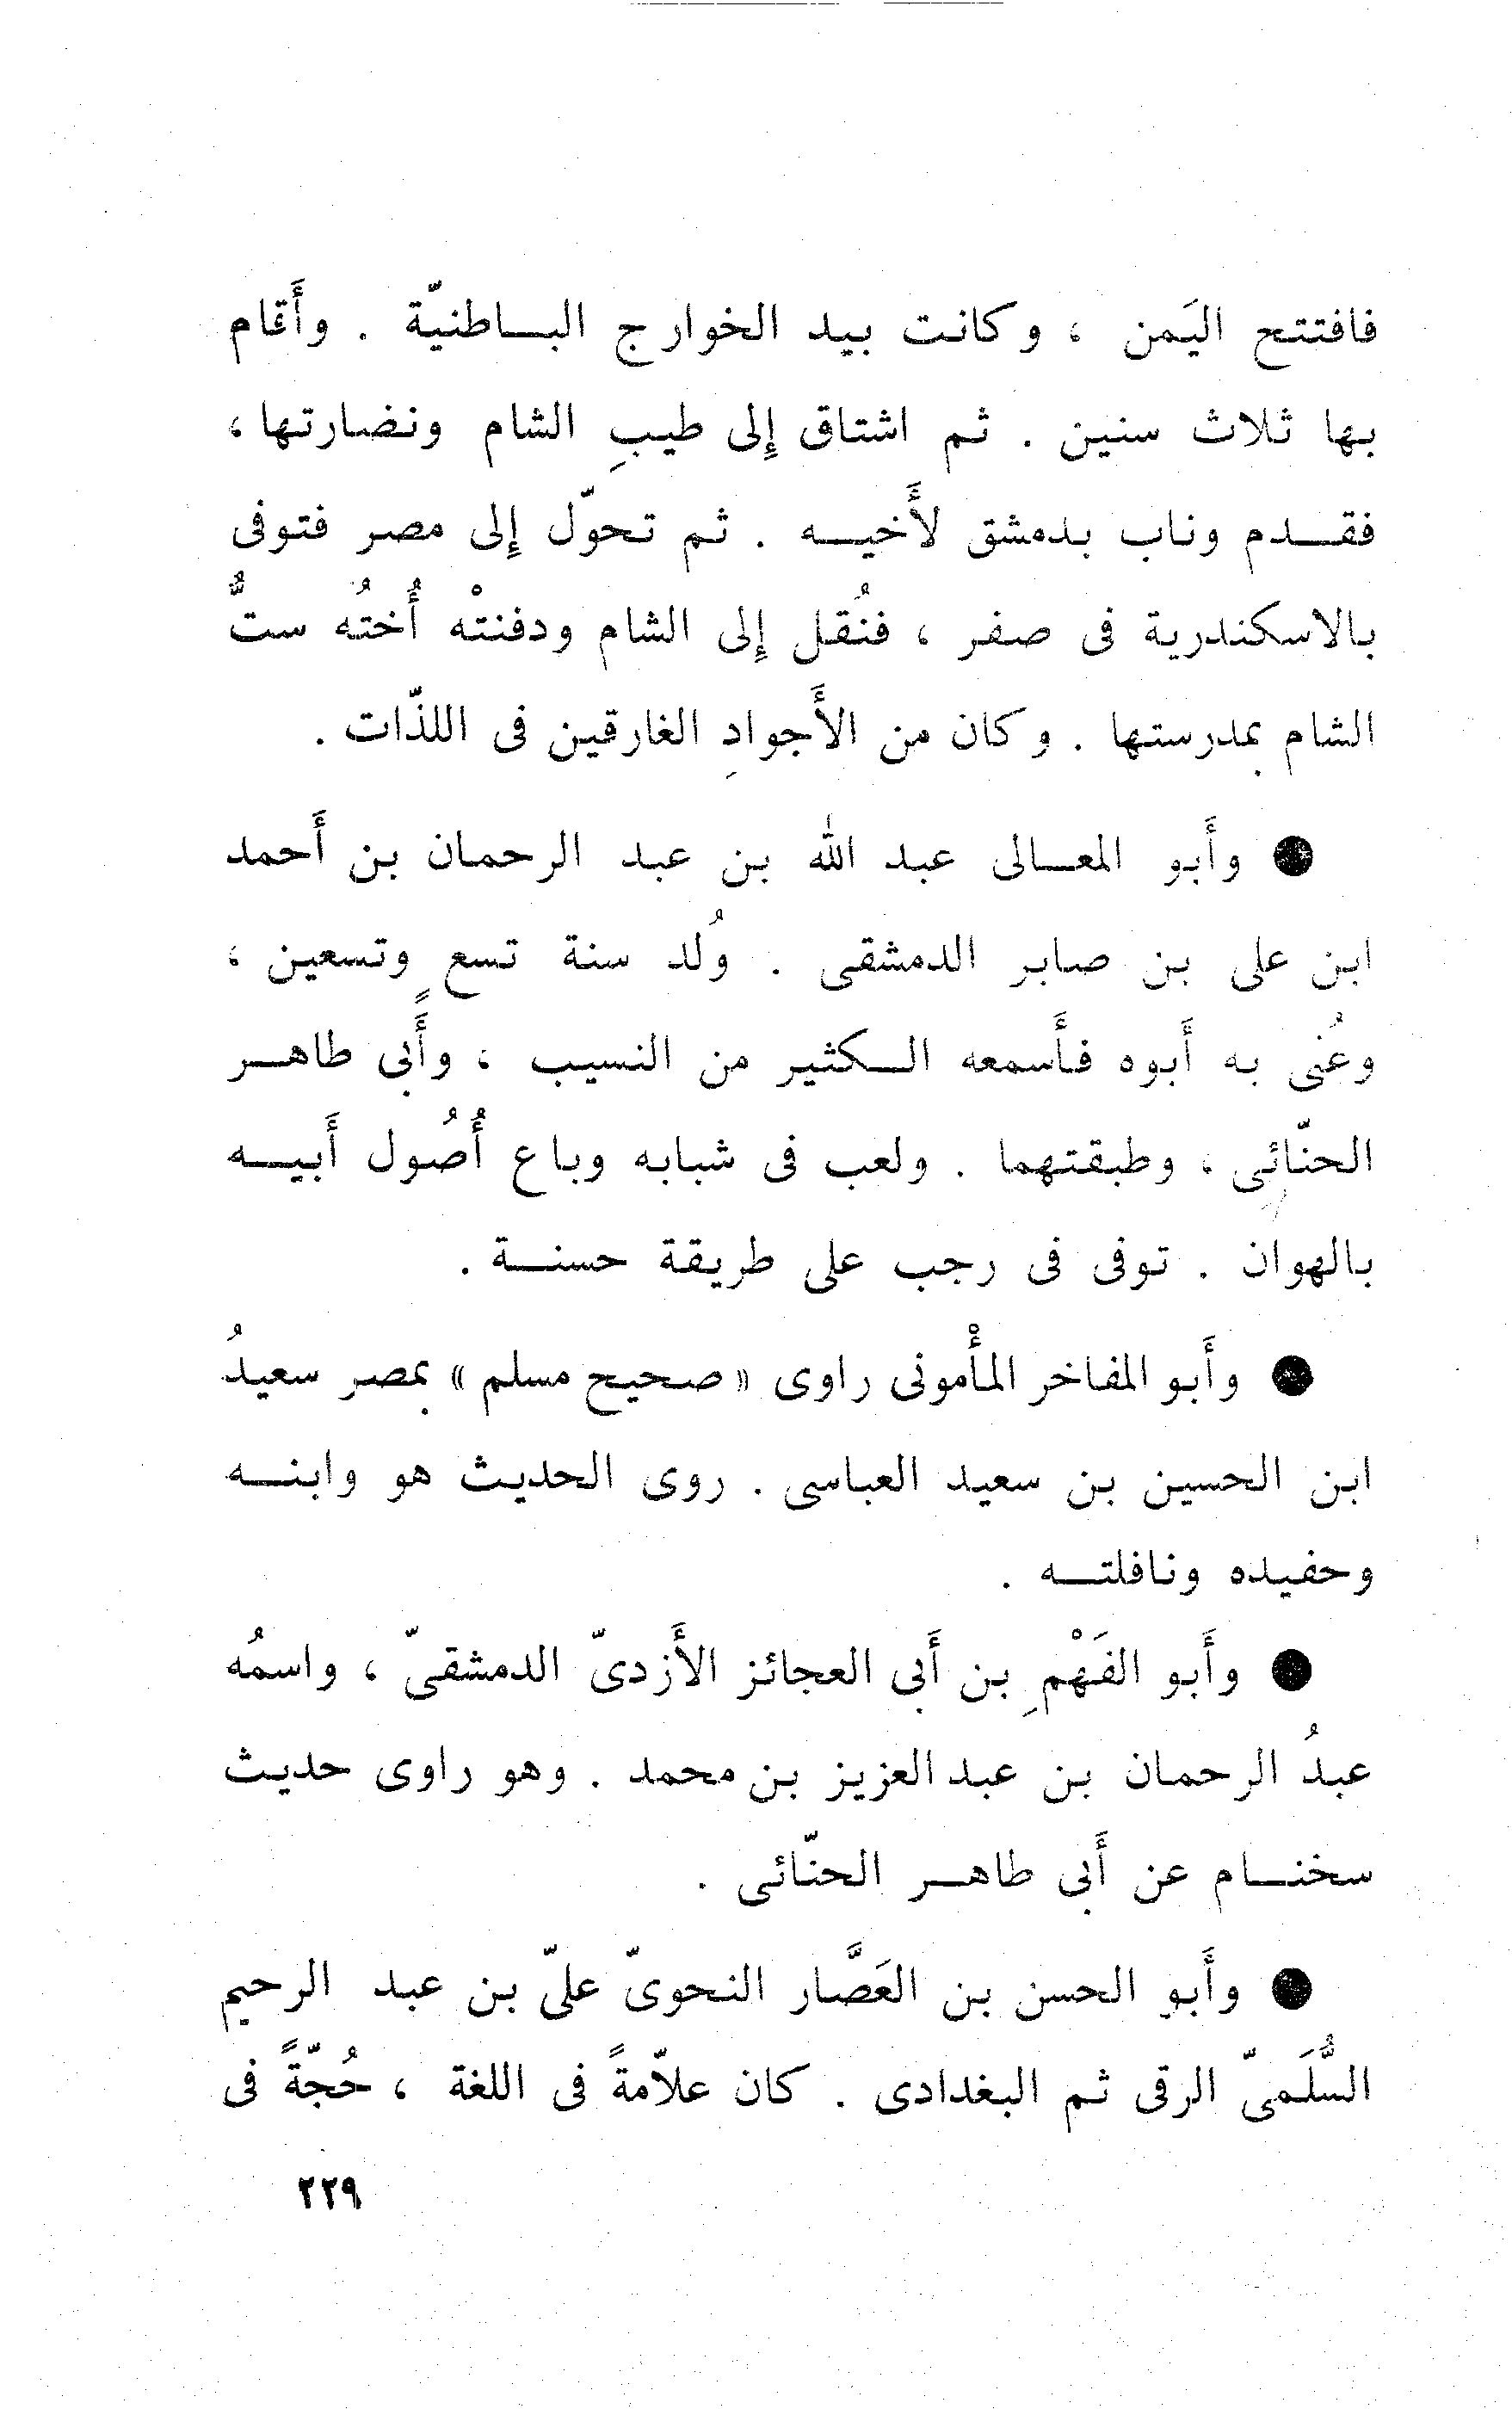 فافتتح اليَمن ، وكانت بيد الخوارج الباطنيّة . وأَقام
بها ثلاث سنين . ثم اشتاق إلى طيبِ الشام ونضارتها ،
فقدم وناب بدمشق لأَخيه . ثم تحوّل إلى مصر فتوفى
بالاسكندرية فى صفر ، فنُقل إلى الشام ودفنتْه أُختُه ستُّ
الشام بمدرستها . وكان من الأَجوادِ الغارقين فى اللذّات .
● وأَبو المعالى عبد الله بن عبد الرحمان بن أَحمد
ابن على بن صابر الدمشقى . وُلد سنة تسع وتسعين ،
وعُنى به أَبوه فأَسمعه الكثير من النسيب ، وأَبى طاهر
الحنّائى ، وطبقتهما . ولعب فى شبابه وباع أُصُول أَبيه
بالهوان . توفى فى رجب على طريقة حسنة .
● وأَبو المفاخر المأْمونى راوى « صحيح مسلم » بمصر سعيدُ
ابن الحسين بن سعيد العباسى . روى الحديث هو وابنه
وحفيده ونافلته .
● وأَبو الفَهْمِ بن أَبى العجائز الأَزدىّ الدمشقىّ ، واسمُه
عبدُ الرحمان بن عبد العزيز بن محمد . وهو راوى حديث
سخنام عن أَبى طاهر الحنّائى .
● وأَبو الحسن بن العَصَّار النحوىّ علىّ بن عبد الرحيم
السُّلَمىّ الرقى ثم البغدادى . كان علاّمةً فى اللغة ، حُجّةً فى
٢٢٩